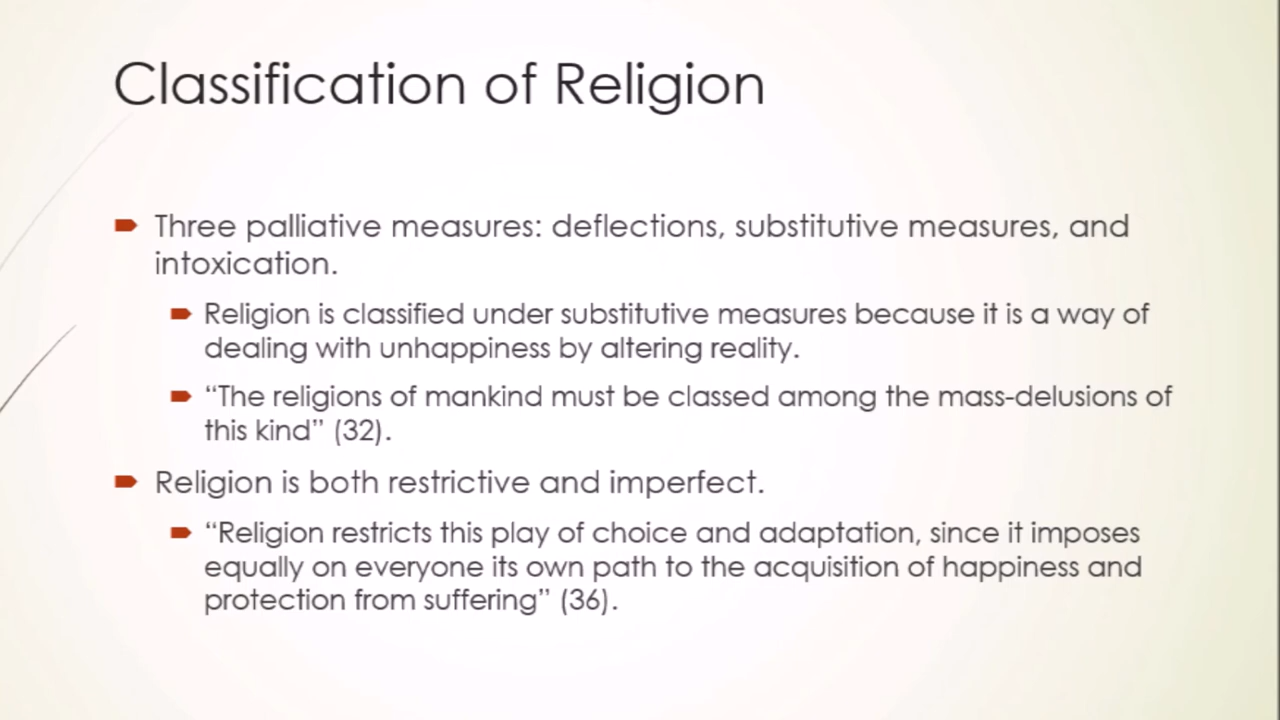 Classification of Religion
Three palliative measures: deflections, substitutive measures, and
intoxication.
Religion is classified under substitutive measures because it is a way of
dealing with unhappiness by altering reality.
“The religions of mankind must be classed among the mass-delusions of
this kind” (32).
Religion is both restrictive and imperfect.
“Religion restricts this play of choice and adaptation, since it imposes
equally on everyone its own path to the acquisition of happiness and
protection from suffering” (36).